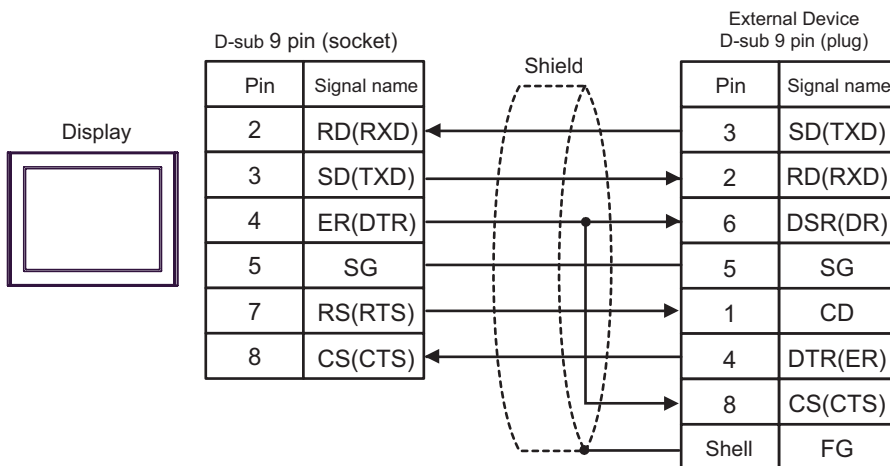 External Device
D-sub 9 pin (socket) D-sub 9 pin (plug)
Shield
Pin Signal name Pin Signal name
Display
2 RD(RXD) 3 SD(TXD)
3 SD(TXD) 2 RD(RXD)
4 ER(DTR) 6 DSR(DR)
5 SG 5 SG
7 RS(RTS) 1 CD
8 CS(CTS) 4 DTR(ER)
8 CS(CTS)
Shell FG